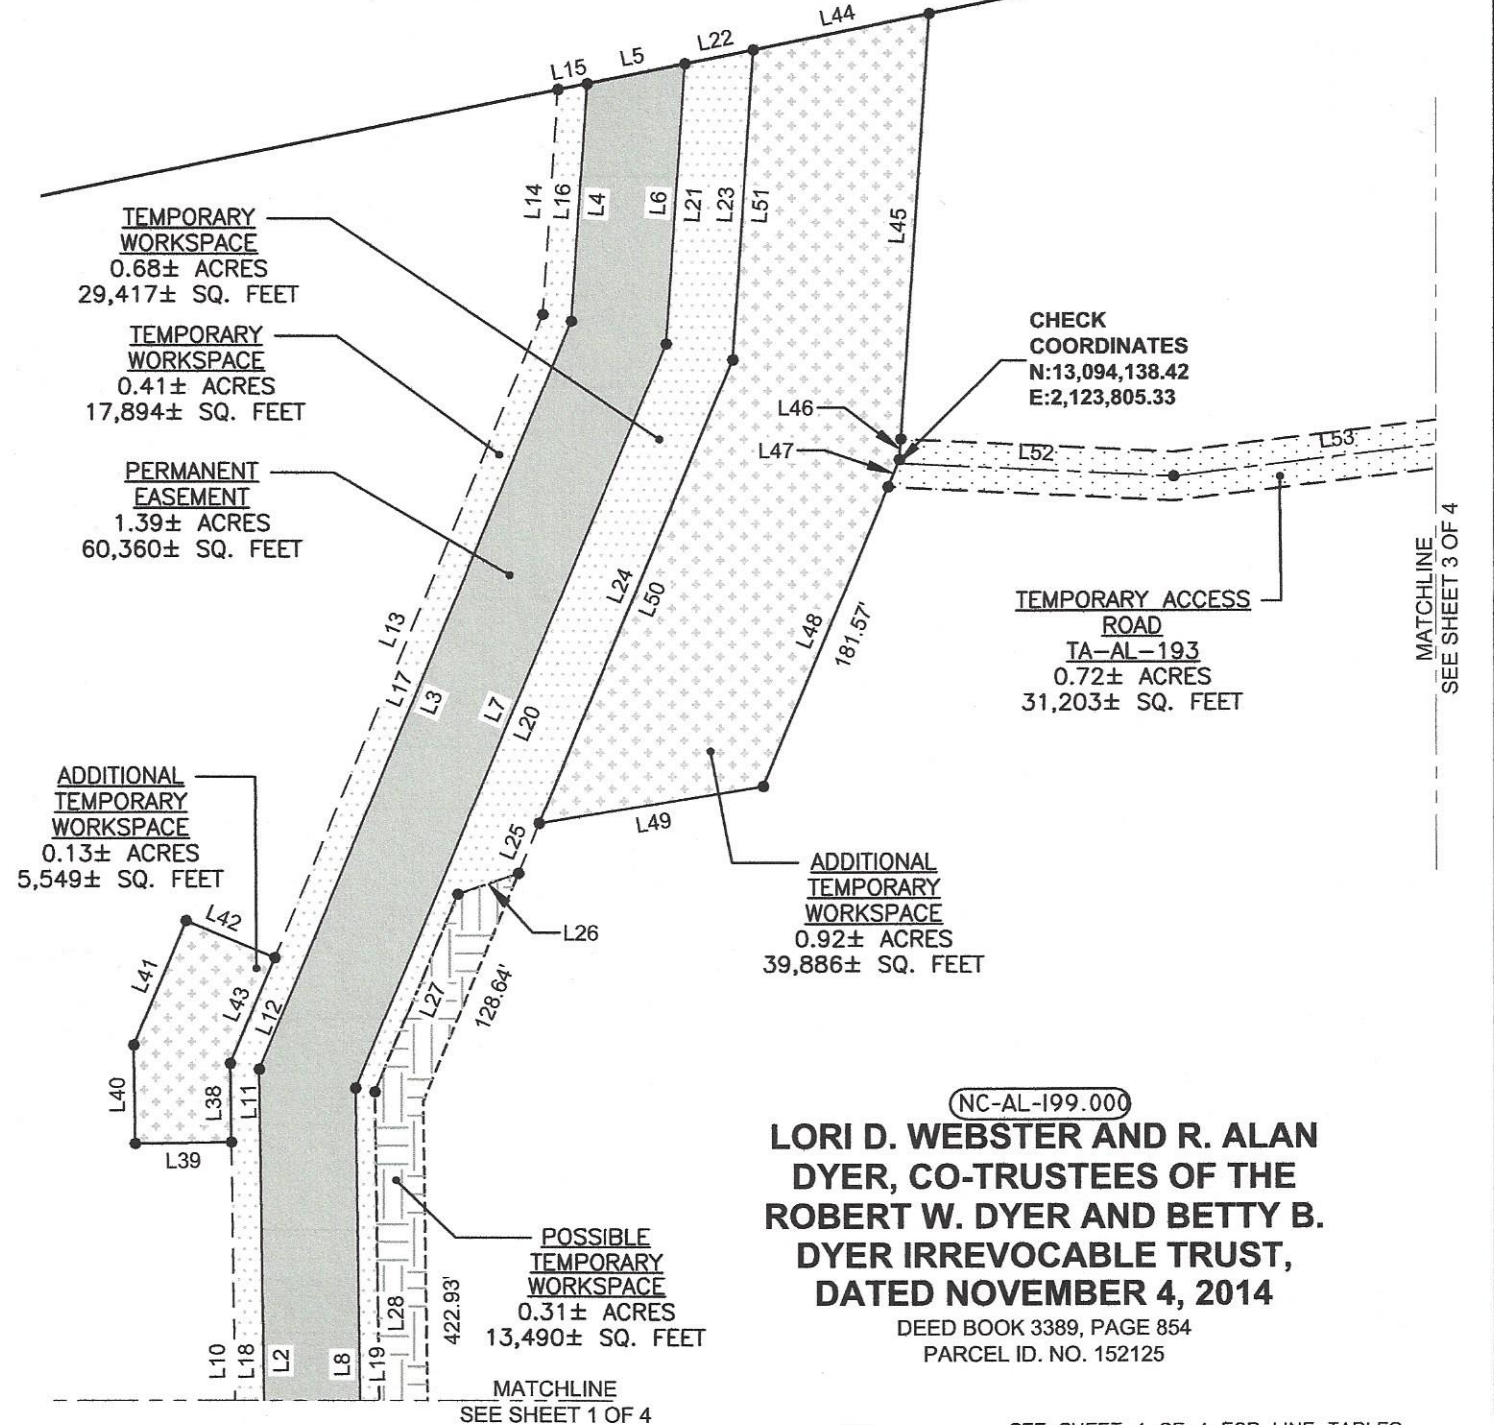 L44
L22
L5
L15
L14
L16
L4
L6
L21
L23
L51
L45
TEMPORARY
WORKSPACE
0.68± ACRES
29,417± SQ. FEET
TEMPORARY
WORKSPACE
0.41± ACRES
17,894± SQ. FEET
PERMANENT
EASEMENT
1.39± ACRES
60,360± SQ. FEET
CHECK
COORDINATES
N:13,094,138.42
E:2,123,805.33
L46
L47
L52
L53
MATCHLINE
SEE SHEET 3 OF 4
TEMPORARY ACCESS
ROAD
TA-AL-193
0.72± ACRES
31,203± SQ. FEET
L13
L17
L3
L7
L20
L24
L50
L48
181.57'
L49
L25
L26
ADDITIONAL
TEMPORARY
WORKSPACE
0.13± ACRES
5,549± SQ. FEET
ADDITIONAL
TEMPORARY
WORKSPACE
0.92± ACRES
39,886± SQ. FEET
L42
L41
L43
L12
L40
L38
L11
L39
L27
128.64'
NC-AL-199.000
LORI D. WEBSTER AND R. ALAN
DYER, CO-TRUSTEES OF THE
ROBERT W. DYER AND BETTY B.
DYER IRREVOCABLE TRUST,
DATED NOVEMBER 4, 2014
DEED BOOK 3389, PAGE 854
PARCEL ID. NO. 152125
POSSIBLE
TEMPORARY
WORKSPACE
0.31± ACRES
13,490± SQ. FEET
L10
L18
L2
L8
L19
L28
422.93'
MATCHLINE
SEE SHEET 1 OF 4
SEE SHEET 4 OF 4 FOR LINE TABLES